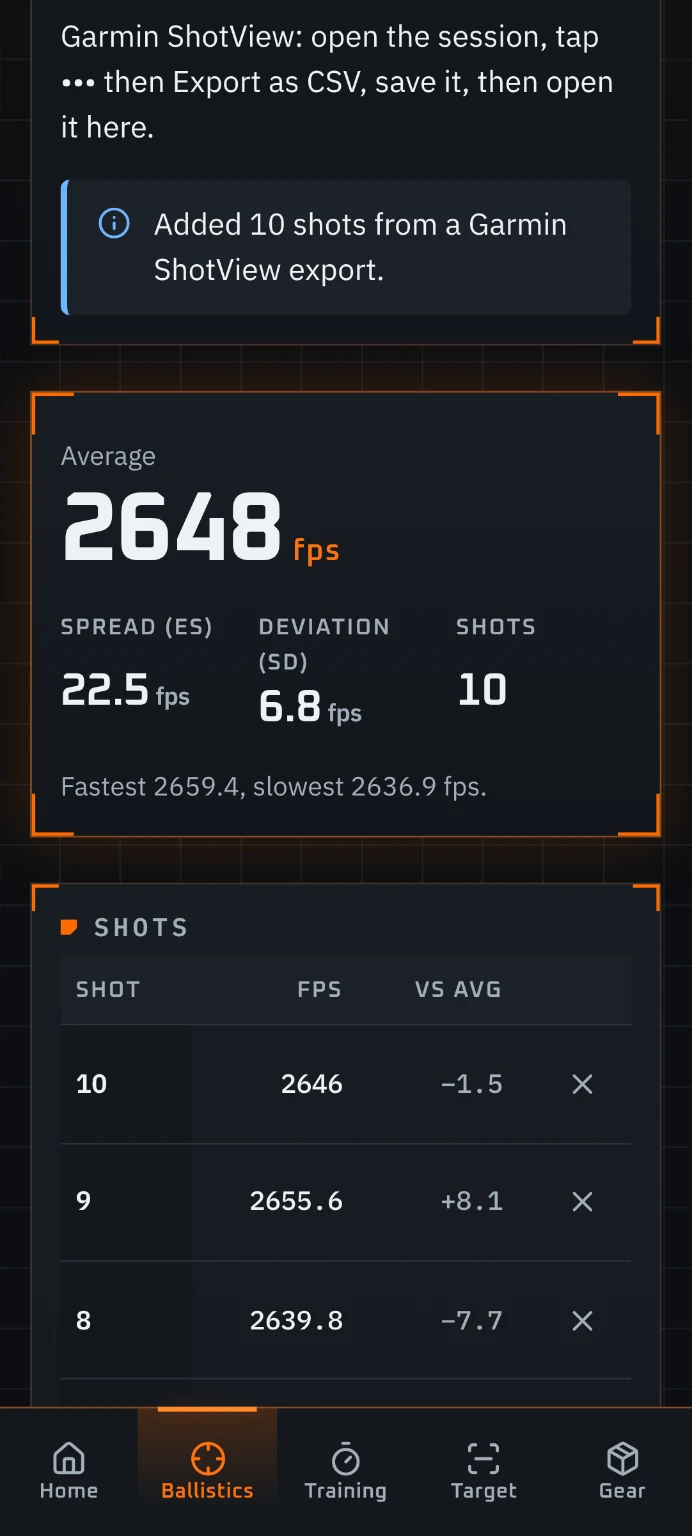 Garmin ShotView: open the session, tap
••• then Export as CSV, save it, then open
it here.
Added 10 shots from a Garmin
ShotView export.
Average
2648 fps
SPREAD (ES)
DEVIATION
(SD)
SHOTS
22.5 fps
6.8 fps
10
Fastest 2659.4, slowest 2636.9 fps.
SHOTS
SHOT FPS VS AVG
10 2646 −1.5
9 2655.6 +8.1
8 2639.8 −7.7
Home Ballistics Training Target Gear